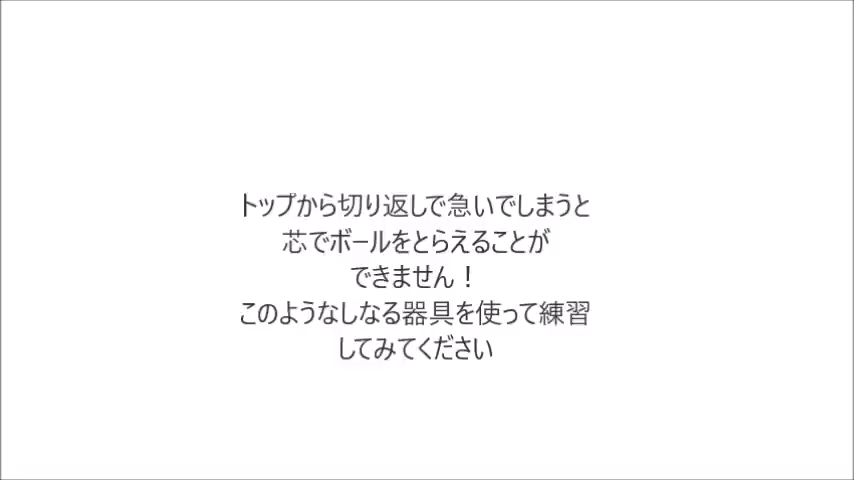 トップから切り返しで急いでしまうと
芯でボールをとらえることが
できません！
このようなしなる器具を使って練習
してみてください